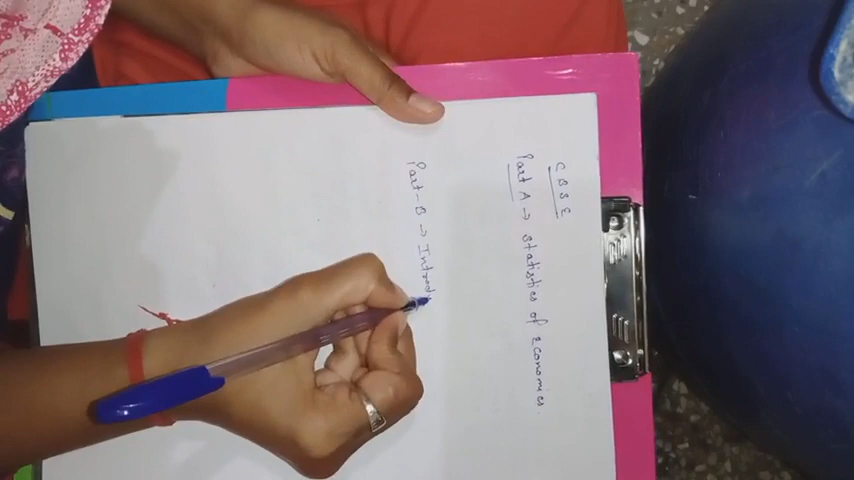 CBSE
Part A → Statistics of Economics.
Part-B → Introd